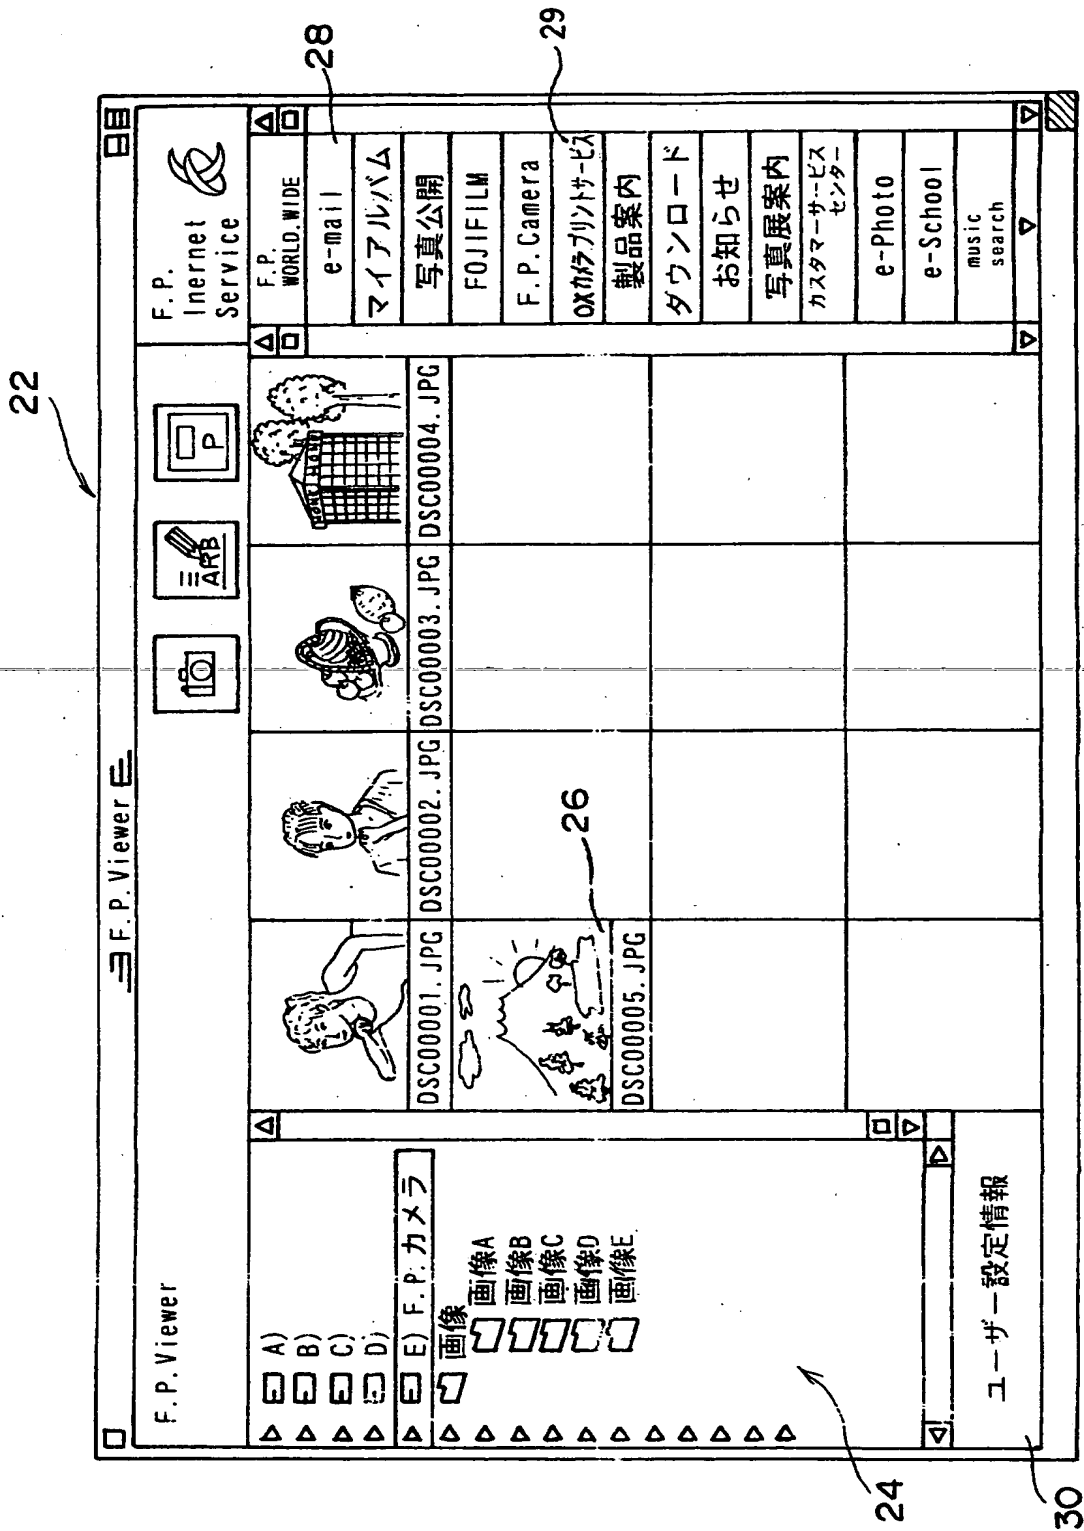 22
F.P.Viewer
F.P.Viewer
ARB
P
F.P.
Inernet
Service
A)
B)
C)
D)
E) F.P.カメラ
画像
画像A
画像B
画像C
画像D
画像E
24
ユーザー設定情報
30
DSC00001.JPG
DSC00002.JPG
DSC00003.JPG
DSC00004.JPG
DSC00005.JPG
26
F.P.
WORLD.WIDE
e-mail
28
マイアルバム
写真公開
FOJIFILM
F.P.Camera
OXカメラプリントサービス
29
製品案内
ダウンロード
お知らせ
写真展案内
カスタマーサービス
センター
e-Photo
e-School
music
search